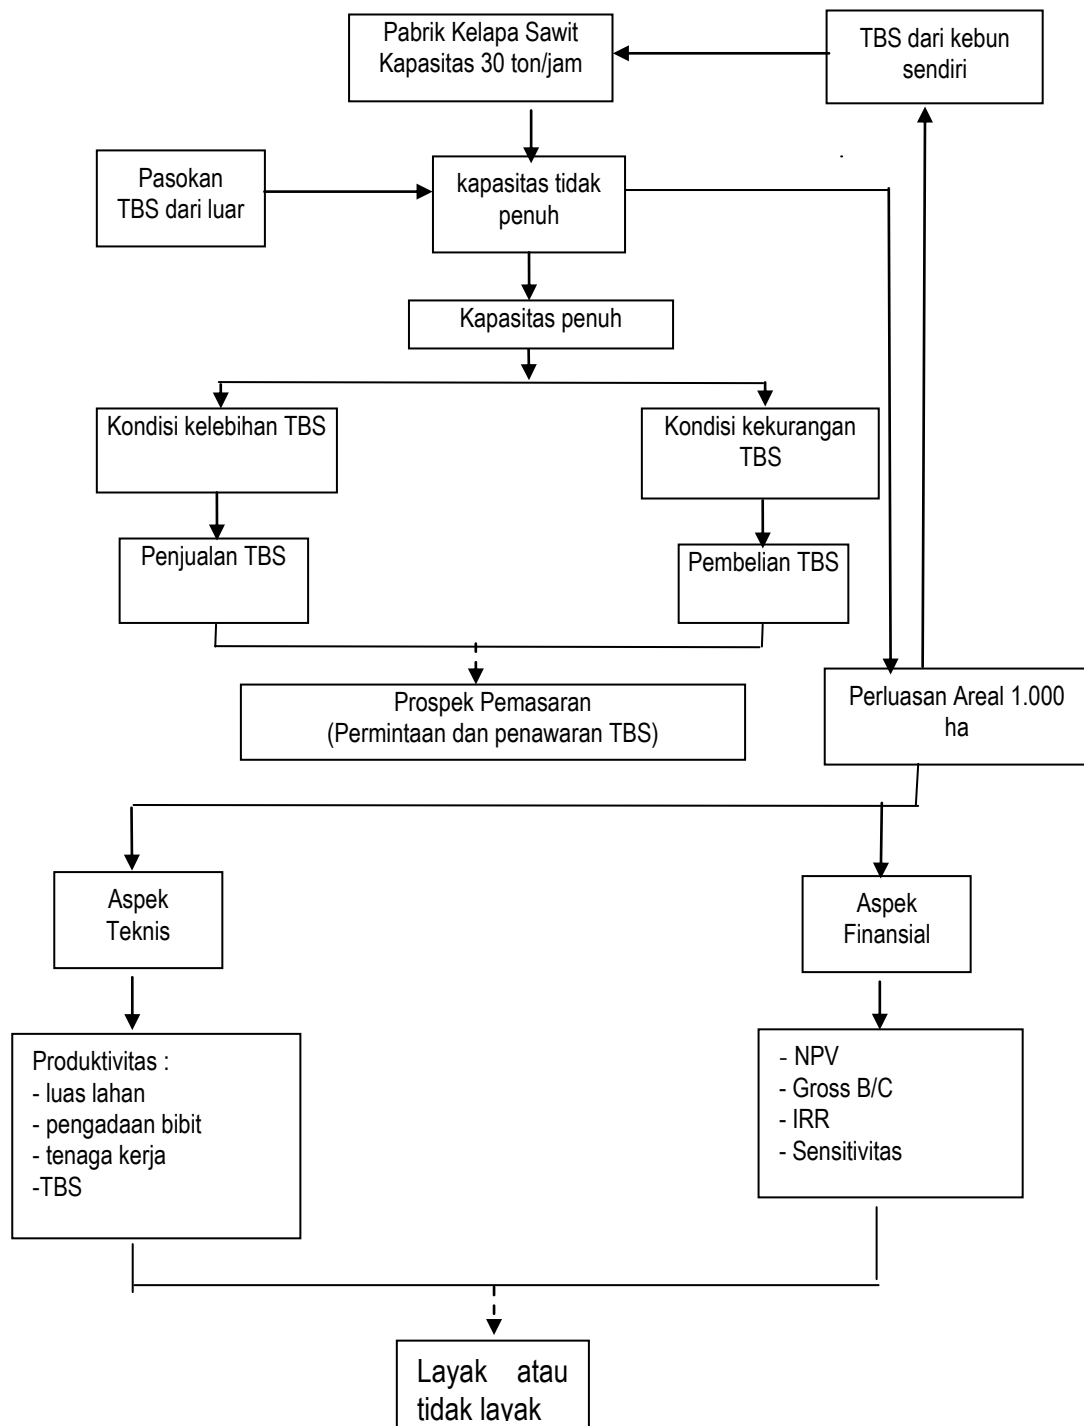 Pabrik Kelapa Sawit
Kapasitas 30 ton/jam
TBS dari kebun
sendiri
Pasokan
TBS dari luar
kapasitas tidak
penuh
Kapasitas penuh
Kondisi kelebihan TBS
Kondisi kekurangan
TBS
Penjualan TBS
Pembelian TBS
Prospek Pemasaran
(Permintaan dan penawaran TBS)
Perluasan Areal 1.000
ha
Aspek
Teknis
Aspek
Finansial
Produktivitas :
- luas lahan
- pengadaan bibit
- tenaga kerja
-TBS
- NPV
- Gross B/C
- IRR
- Sensitivitas
Layak atau
tidak layak